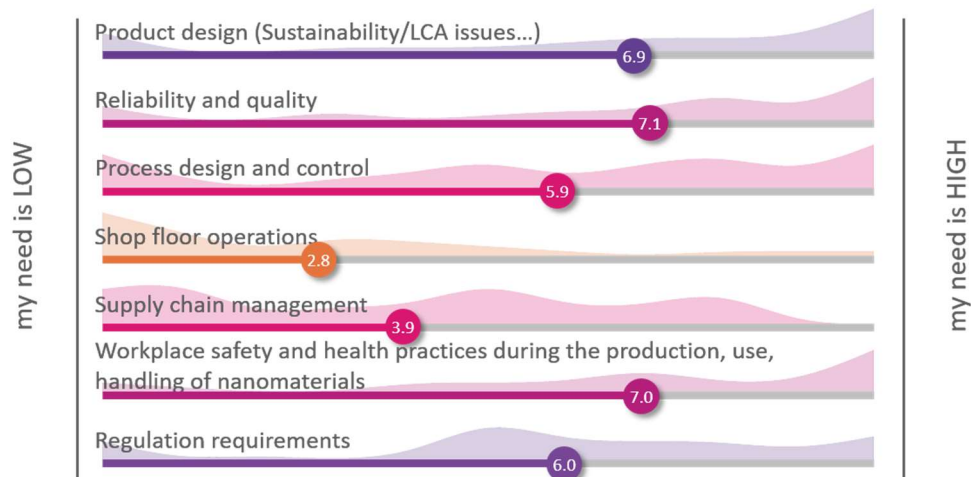 my need is LOW
Product design (Sustainability/LCA issues...)
6.9
Reliability and quality
7.1
Process design and control
5.9
Shop floor operations
2.8
Supply chain management
3.9
Workplace safety and health practices during the production, use,
handling of nanomaterials
7.0
Regulation requirements
6.0
my need is HIGH